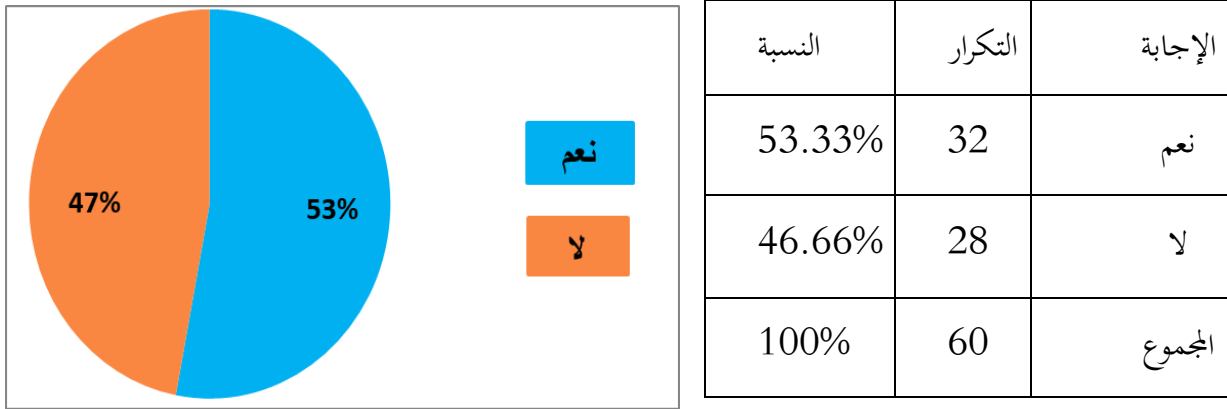 الإجابة التكرار النسبة
نعم 32 53.33%
لا 28 46.66%
المجموع 60 100%
نعم
لا
53%
47%